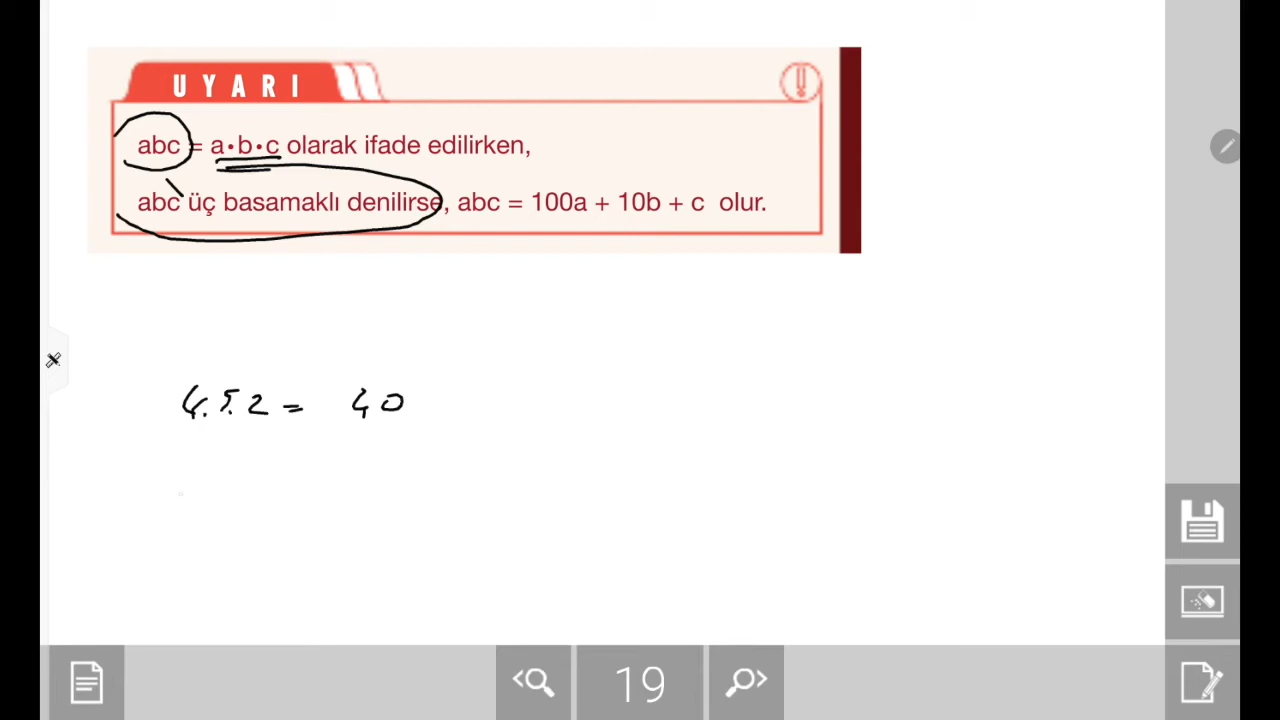 UYARI
abc = a•b•c olarak ifade edilirken,
abc üç basamaklı denilirse, abc = 100a + 10b + c olur.
4.5.2 = 40
19